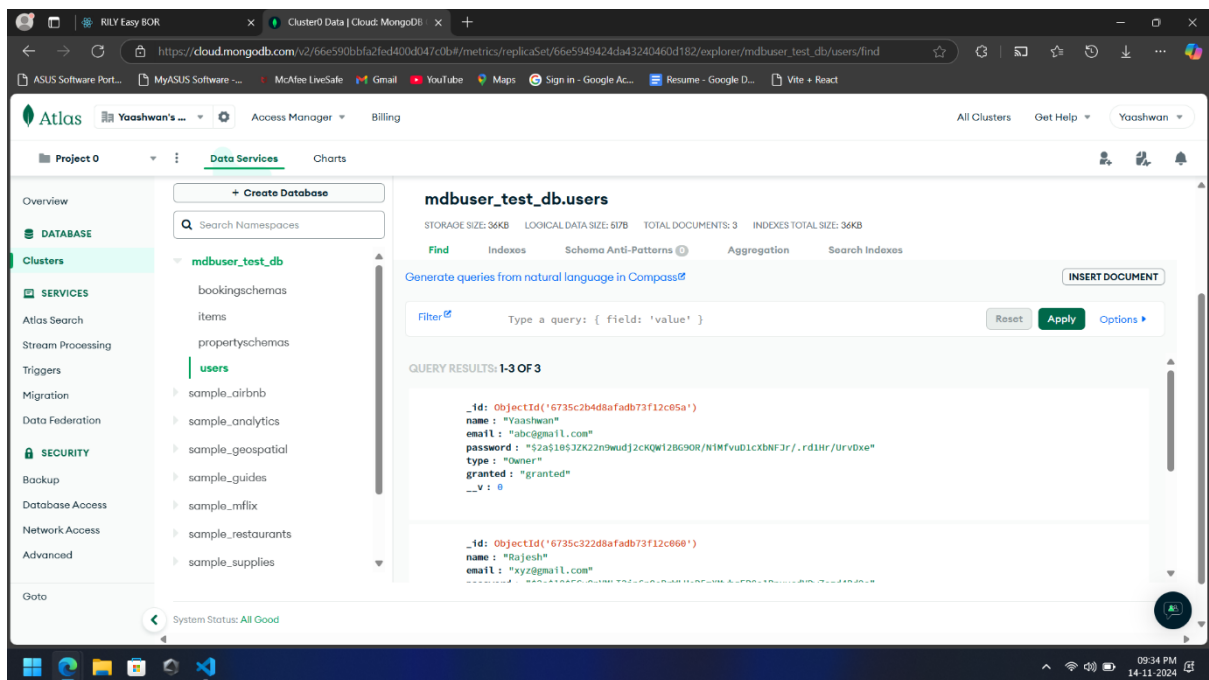 RILY Easy BOR
Cluster0 Data | Cloud: MongoDB
https://cloud.mongodb.com/v2/66e590bbfa2fed400d047c0b#/metrics/replicaSet/66e5949424da43240460d182/explorer/mdbuser_test_db/users/find
ASUS Software Port... MyASUS Software -... McAfee LiveSafe Gmail YouTube Maps Sign in - Google Ac... Resume - Google D... Vite + React
Atlas Yaashwan's ... Access Manager Billing All Clusters Get Help Yaashwan
Project 0 Data Services Charts
Overview
DATABASE
Clusters
SERVICES
Atlas Search
Stream Processing
Triggers
Migration
Data Federation
SECURITY
Backup
Database Access
Network Access
Advanced
Goto
+ Create Database
Search Namespaces
mdbuser_test_db
bookingschemas
items
propertyschemas
users
sample_airbnb
sample_analytics
sample_geospatial
sample_guides
sample_mflix
sample_restaurants
sample_supplies
mdbuser_test_db.users
STORAGE SIZE: 36KB LOGICAL DATA SIZE: 517B TOTAL DOCUMENTS: 3 INDEXES TOTAL SIZE: 36KB
Find Indexes Schema Anti-Patterns 0 Aggregation Search Indexes
Generate queries from natural language in Compass
INSERT DOCUMENT
Filter Type a query: { field: 'value' } Reset Apply Options
QUERY RESULTS: 1-3 OF 3
_id: ObjectId('6735c2b4d8afadb73f12c05a')
name : "Yaashwan"
email : "abc@gmail.com"
password : "$2a$10$JZK22n9wudj2cKQWi2BG9OR/NiMfvuD1cXbNFJr/.rd1Hr/UrvDxe"
type : "Owner"
granted : "granted"
__v : 0
_id: ObjectId('6735c322d8afadb73f12c060')
name : "Rajesh"
email : "xyz@gmail.com"
System Status: All Good
09:34 PM
14-11-2024